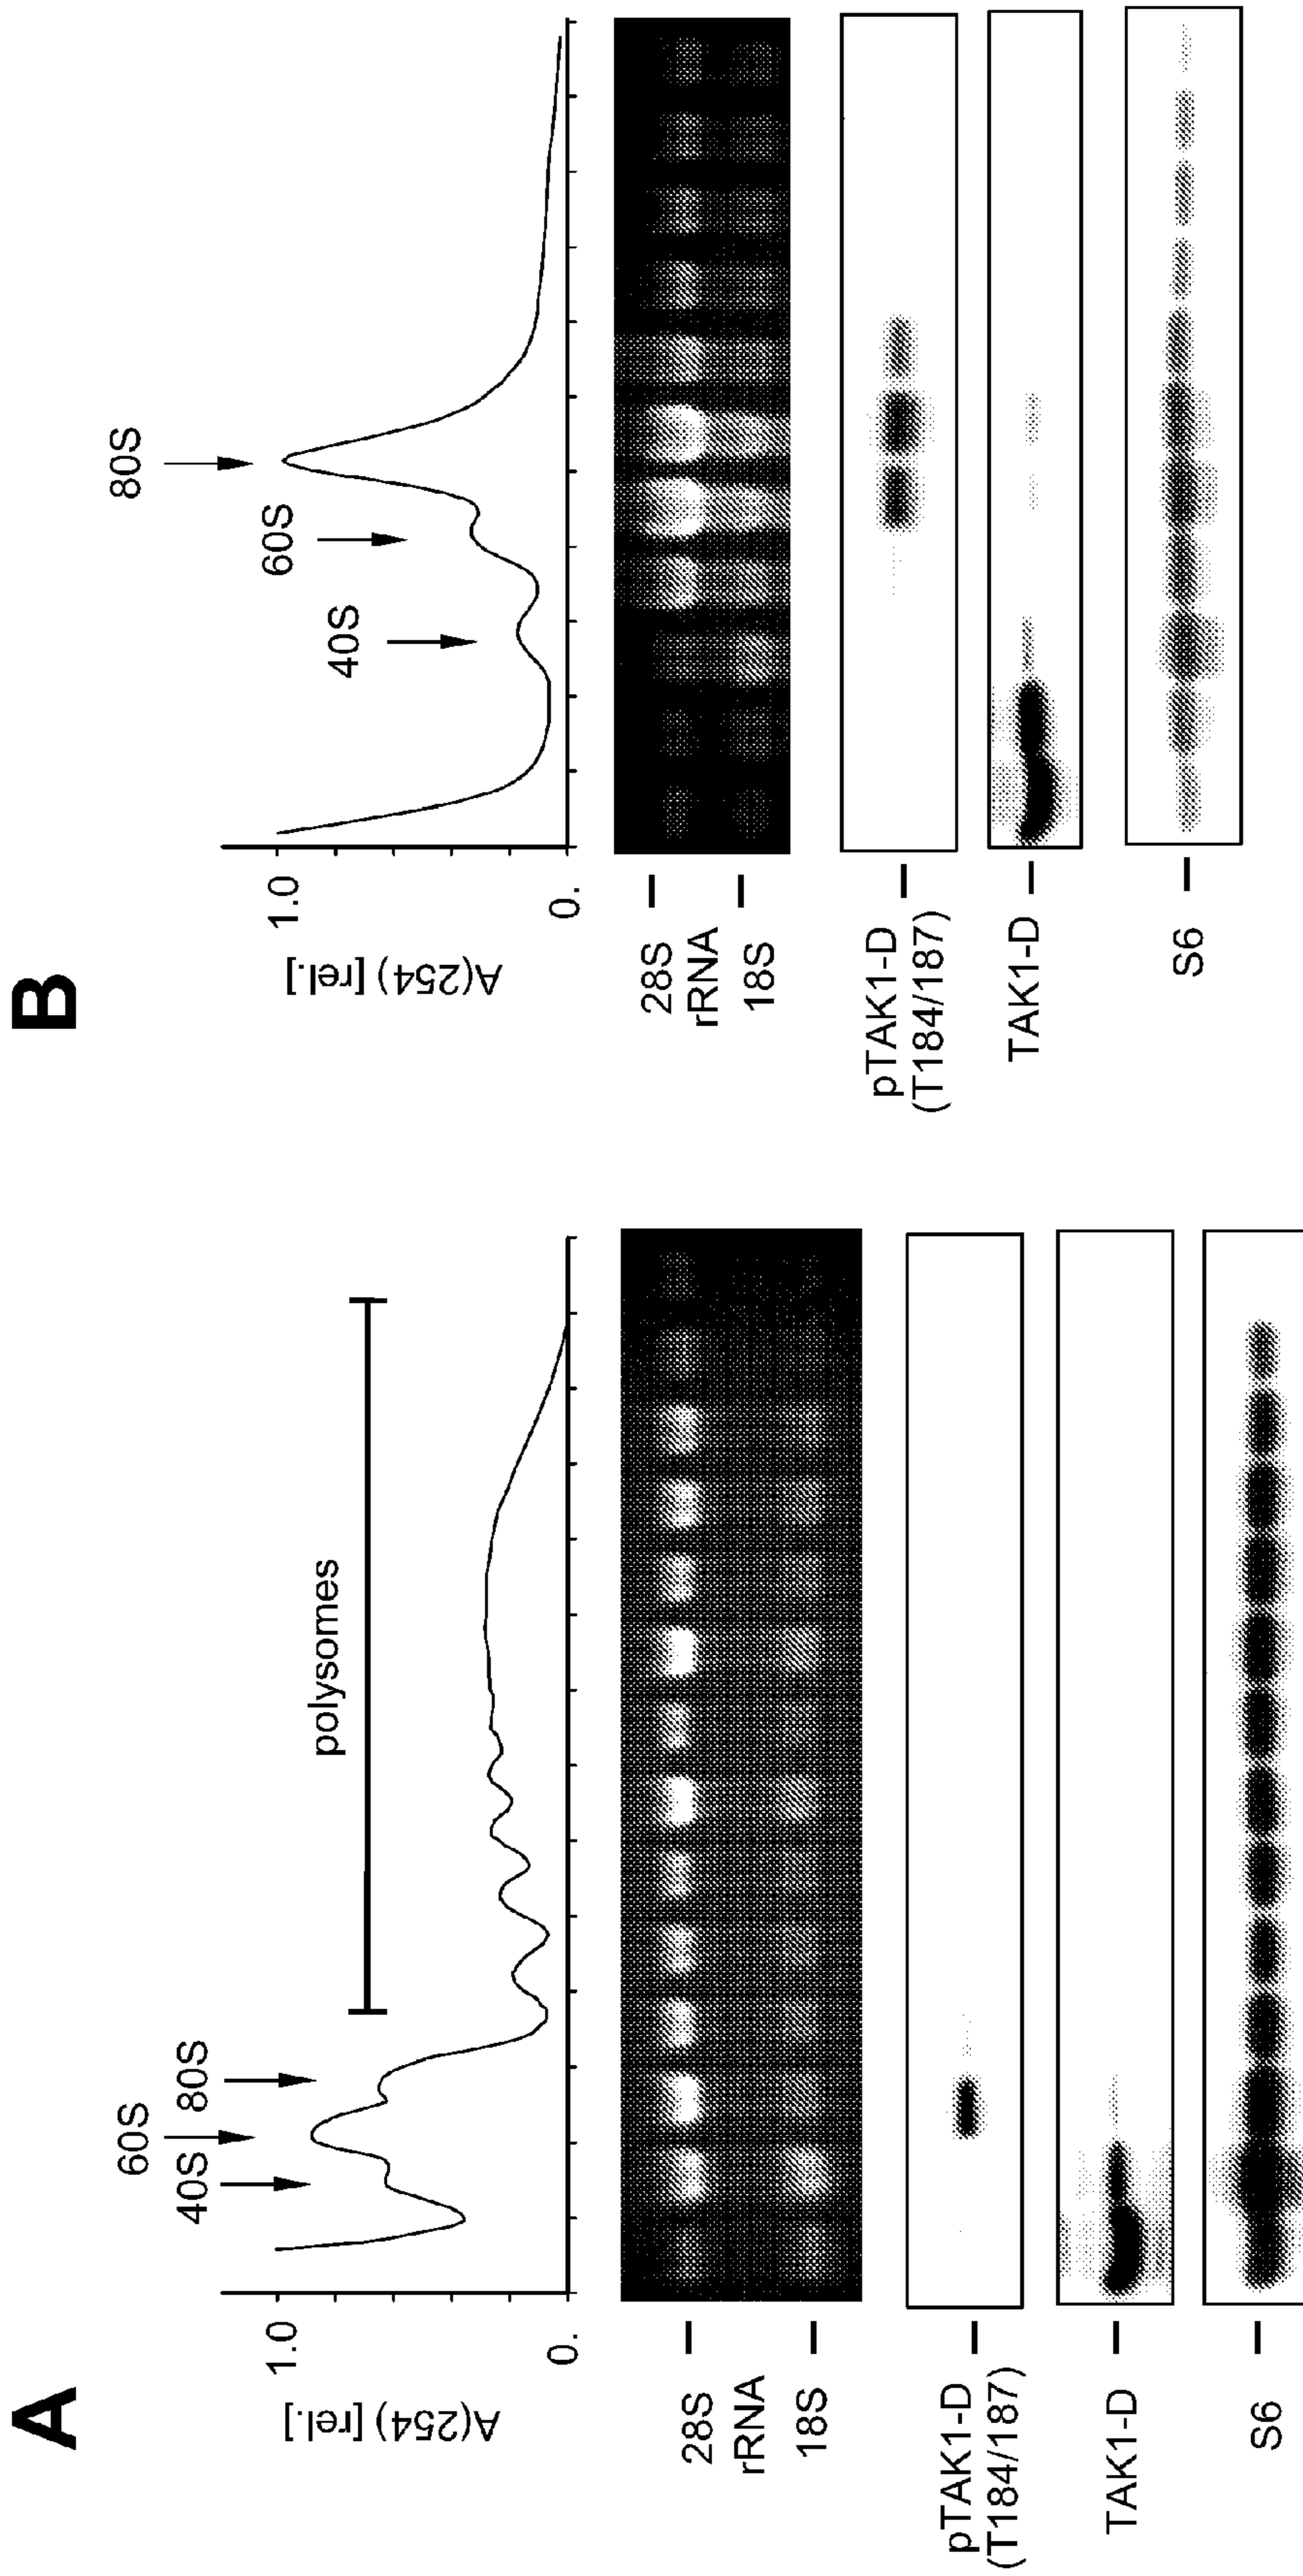 A
A(254) [rel.]
1.0
0.
40S
60S
80S
polysomes
28S
rRNA
18S
pTAK1-D
(T184/187)
TAK1-D
S6
B
A(254) [rel.]
1.0
0.
40S
60S
80S
28S
rRNA
18S
pTAK1-D
(T184/187)
TAK1-D
S6